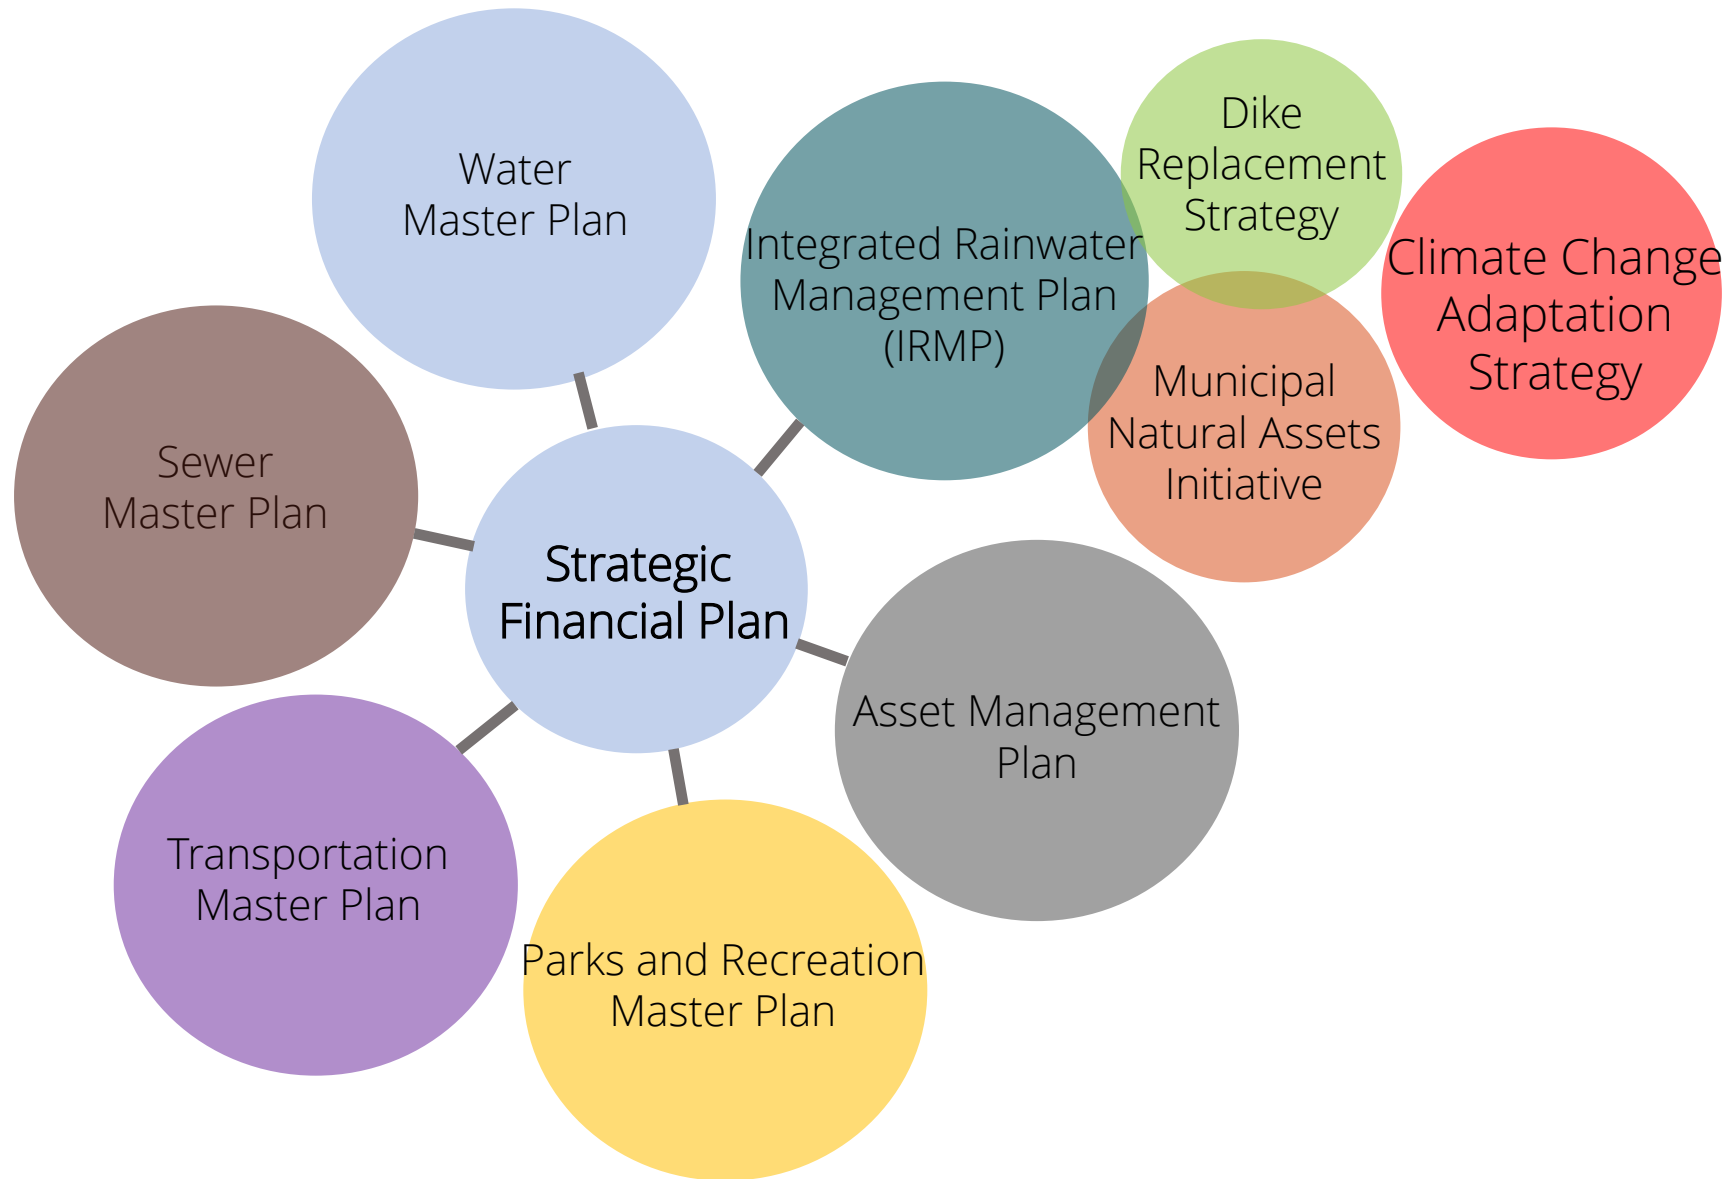 Water
Master Plan
Integrated Rainwater
Management Plan
(IRMP)
Dike
Replacement
Strategy
Climate Change
Adaptation
Strategy
Municipal
Natural Assets
Initiative
Sewer
Master Plan
Strategic
Financial Plan
Asset Management
Plan
Transportation
Master Plan
Parks and Recreation
Master Plan